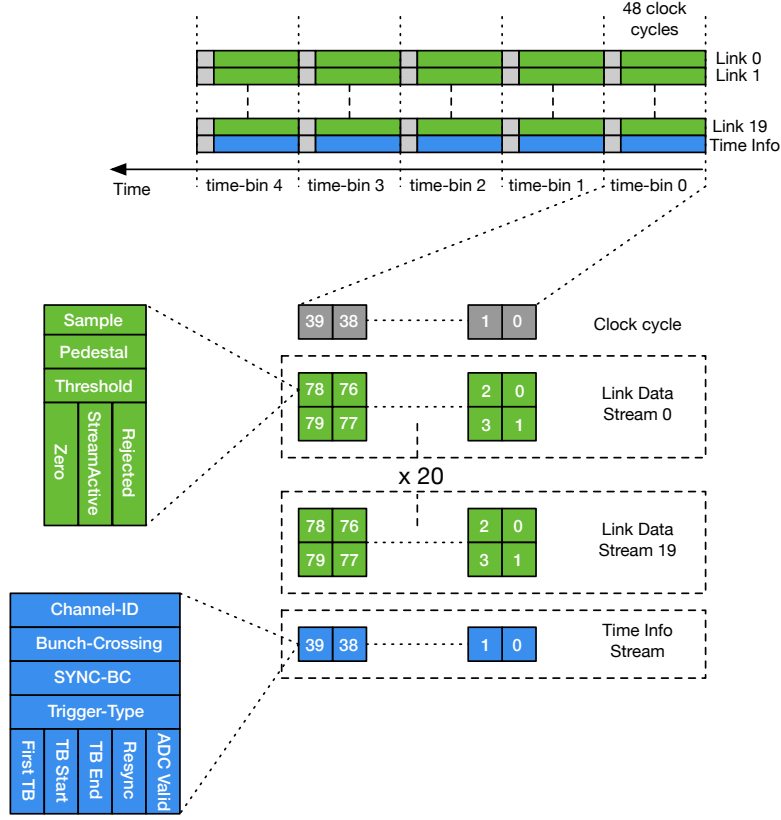 48 clock
cycles
Link 0
Link 1
Link 19
Time Info
Time
time-bin 4
time-bin 3
time-bin 2
time-bin 1
time-bin 0
39 38
1 0
Clock cycle
Sample
Pedestal
Threshold
Zero
StreamActive
Rejected
78 76
2 0
79 77
3 1
Link Data
Stream 0
x 20
78 76
2 0
79 77
3 1
Link Data
Stream 19
Channel-ID
Bunch-Crossing
SYNC-BC
Trigger-Type
First TB
TB Start
TB End
Resync
ADC Valid
39 38
1 0
Time Info
Stream